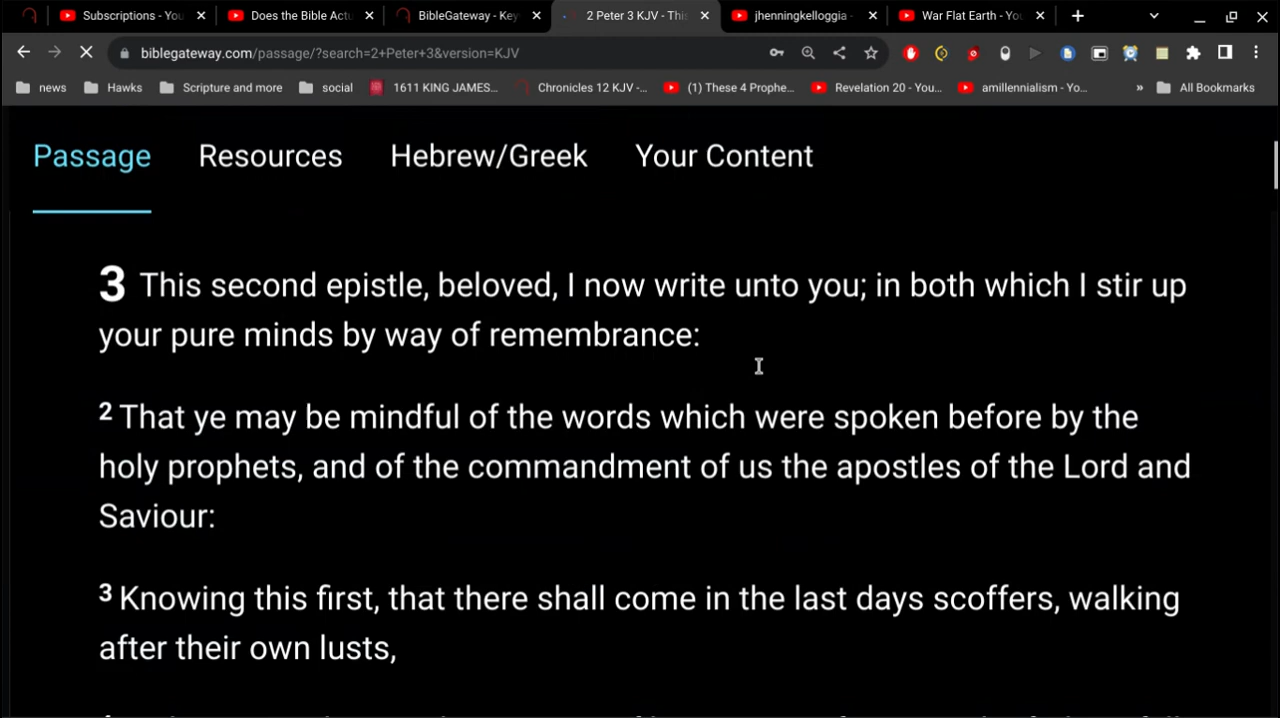 Subscriptions - You
Does the Bible Actu
BibleGateway - Key
2 Peter 3 KJV - This
jhenningkelloggia -
War Flat Earth - You
biblegateway.com/passage/?search=2+Peter+3&version=KJV
news
Hawks
Scripture and more
social
1611 KING JAMES...
Chronicles 12 KJV -...
(1) These 4 Prophe...
Revelation 20 - You...
amillennialism - Yo...
»
All Bookmarks
Passage
Resources
Hebrew/Greek
Your Content
3 This second epistle, beloved, I now write unto you; in both which I stir up
your pure minds by way of remembrance:
2 That ye may be mindful of the words which were spoken before by the
holy prophets, and of the commandment of us the apostles of the Lord and
Saviour:
3 Knowing this first, that there shall come in the last days scoffers, walking
after their own lusts,